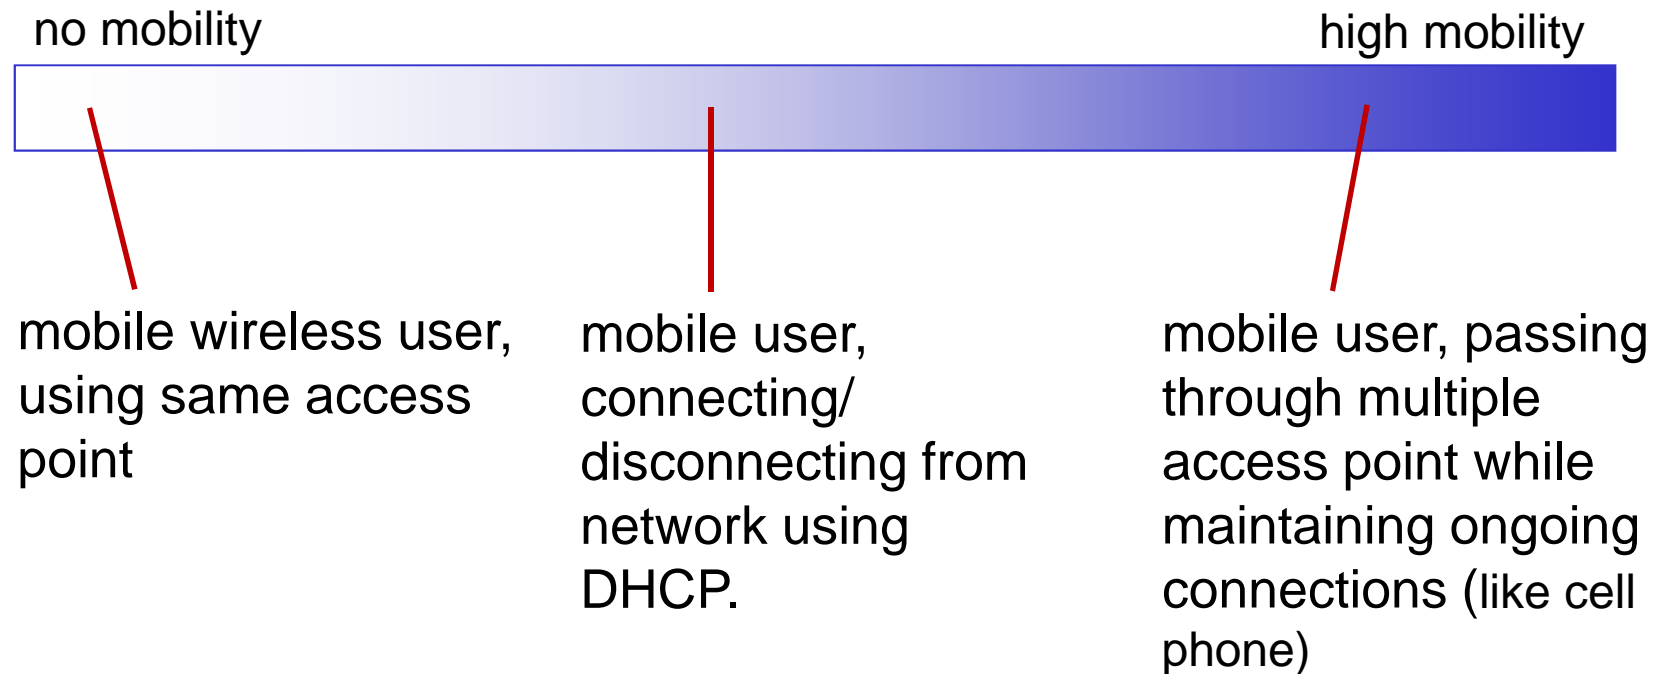 no mobility
high mobility
mobile wireless user,
using same access
point
mobile user,
connecting/
disconnecting from
network using
DHCP.
mobile user, passing
through multiple
access point while
maintaining ongoing
connections (like cell
phone)